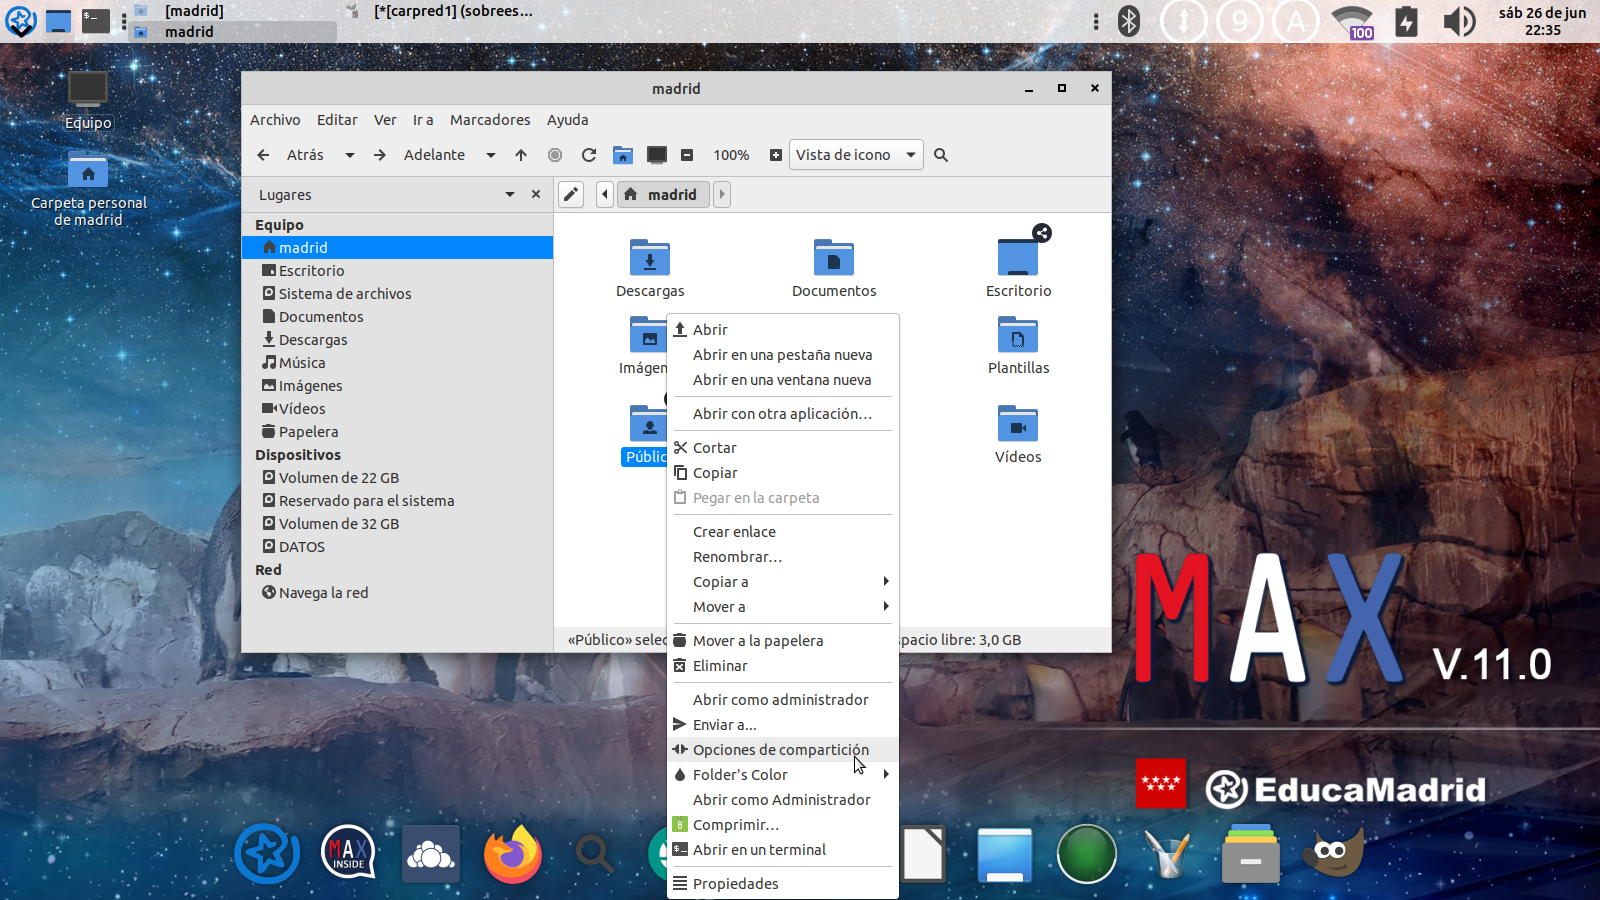 [madrid]
madrid
[*[carpred1] (sobrees...
9
A
100
sáb 26 de jun
22:35
Equipo
Carpeta personal
de madrid
madrid
Archivo Editar Ver Ir a Marcadores Ayuda
Atrás Adelante 100% Vista de icono
Lugares
madrid
Equipo
madrid
Escritorio
Sistema de archivos
Documentos
Descargas
Música
Imágenes
Vídeos
Papelera
Dispositivos
Volumen de 22 GB
Reservado para el sistema
Volumen de 32 GB
DATOS
Red
Navega la red
Descargas
Documentos
Escritorio
Imágen
Plantillas
Públic
Vídeos
«Público» selec
pacio libre: 3,0 GB
Abrir
Abrir en una pestaña nueva
Abrir en una ventana nueva
Abrir con otra aplicación…
Cortar
Copiar
Pegar en la carpeta
Crear enlace
Renombrar…
Copiar a
Mover a
Mover a la papelera
Eliminar
Abrir como administrador
Enviar a...
Opciones de compartición
Folder's Color
Abrir como Administrador
Comprimir…
Abrir en un terminal
Propiedades
MAX
V.11.0
EducaMadrid
MAX
INSIDE